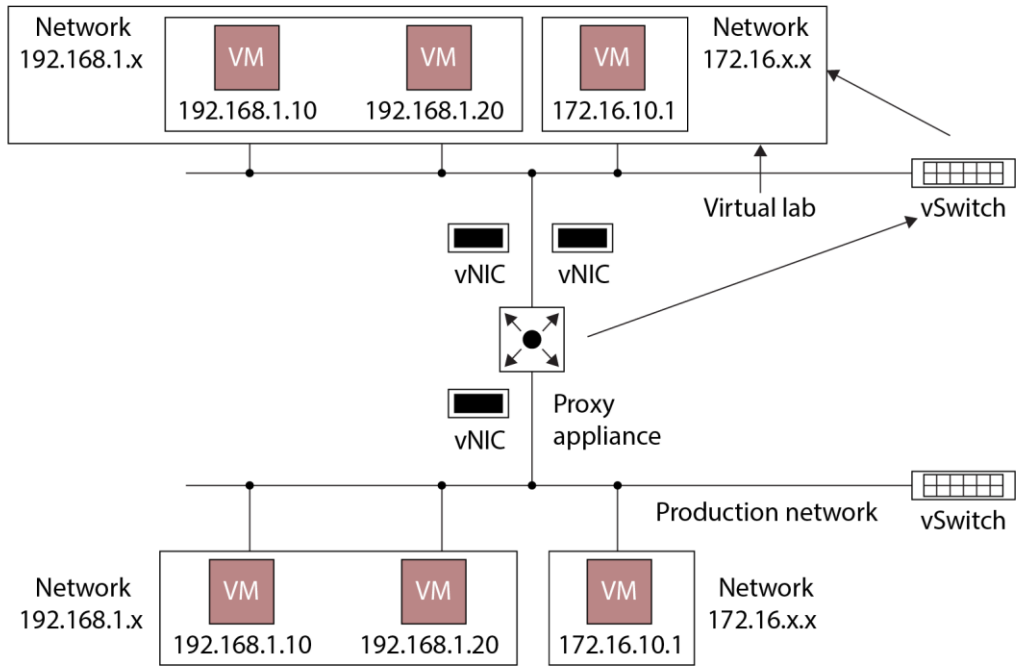 Network
192.168.1.x
VM
192.168.1.10
VM
192.168.1.20
VM
172.16.10.1
Network
172.16.x.x
Virtual lab
vSwitch
vNIC
vNIC
vNIC
Proxy
appliance
Production network
vSwitch
Network
192.168.1.x
VM
192.168.1.10
VM
192.168.1.20
VM
172.16.10.1
Network
172.16.x.x